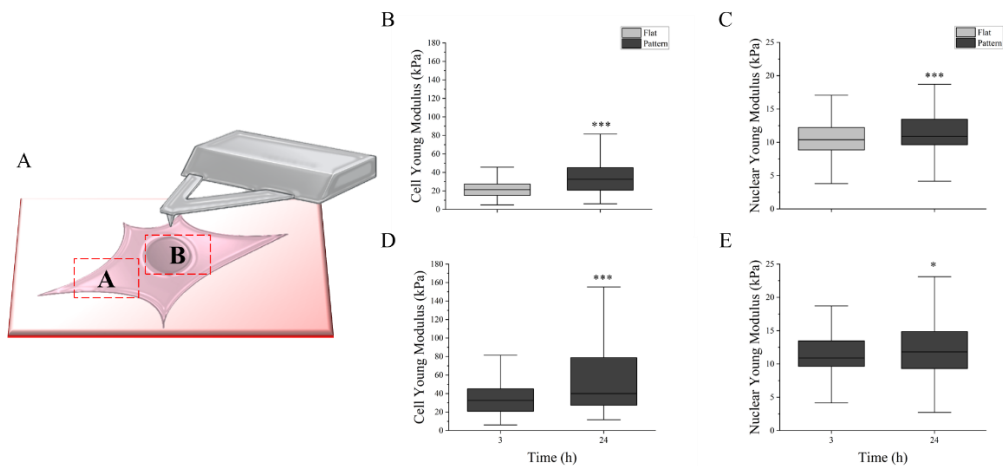 A
A
B
B
Flat
Pattern
Cell Young Modulus (kPa)
180
160
140
120
100
80
60
40
20
0
***
C
Flat
Pattern
Nuclear Young Modulus (kPa)
25
20
15
10
5
0
***
D
Cell Young Modulus (kPa)
180
160
140
120
100
80
60
40
20
0
***
3
24
Time (h)
E
Nuclear Young Modulus (kPa)
25
20
15
10
5
0
*
3
24
Time (h)